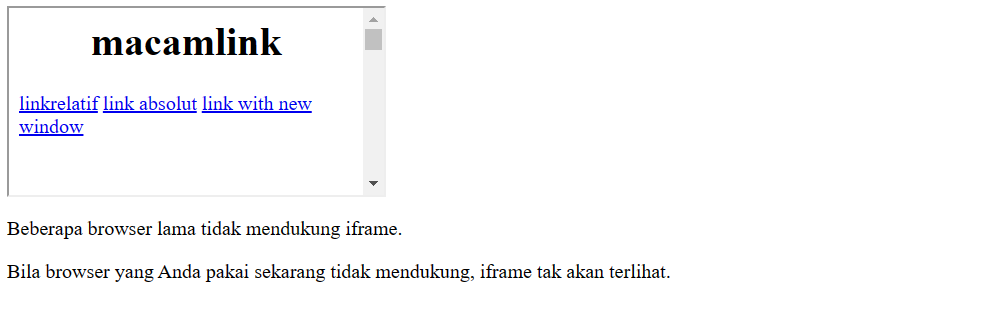 macamlink
linkrelatif link absolut link with new
window
Beberapa browser lama tidak mendukung iframe.
Bila browser yang Anda pakai sekarang tidak mendukung, iframe tak akan terlihat.